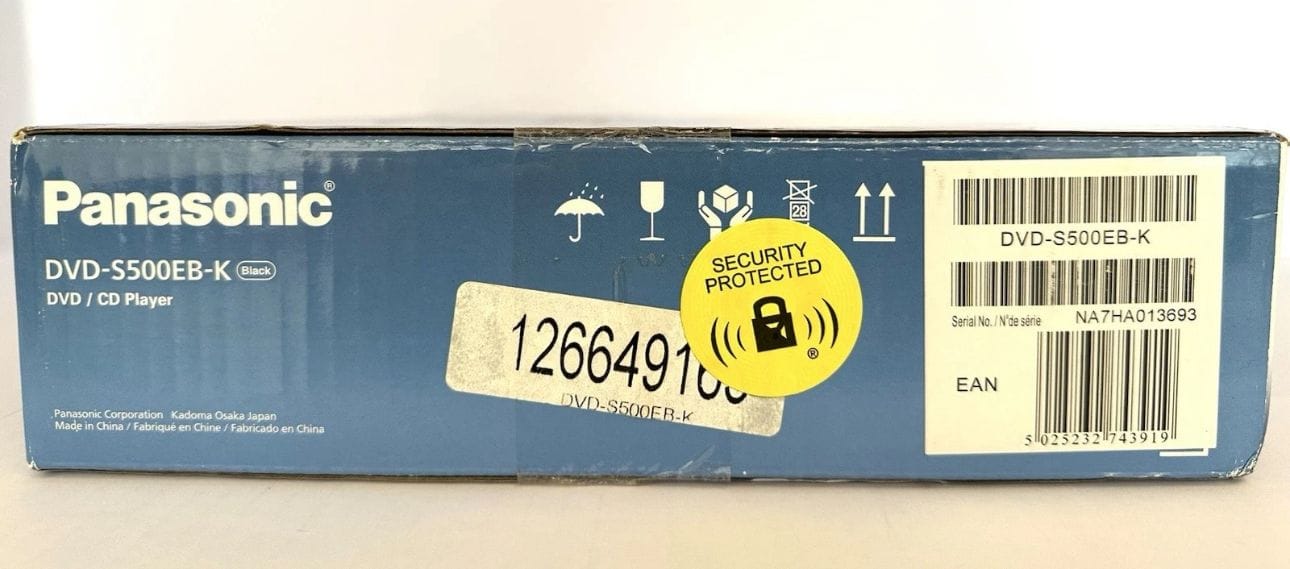 Panasonic®
DVD-S500EB-K Black
DVD / CD Player
Panasonic Corporation Kadoma Osaka Japan
Made in China / Fabriqué en Chine / Fabricado en China
28
DVD-S500EB-K
SECURITY
PROTECTED
®
DVD-S500EB-K
Serial No. / N°de série NA7HA013693
EAN
5 025232 743919